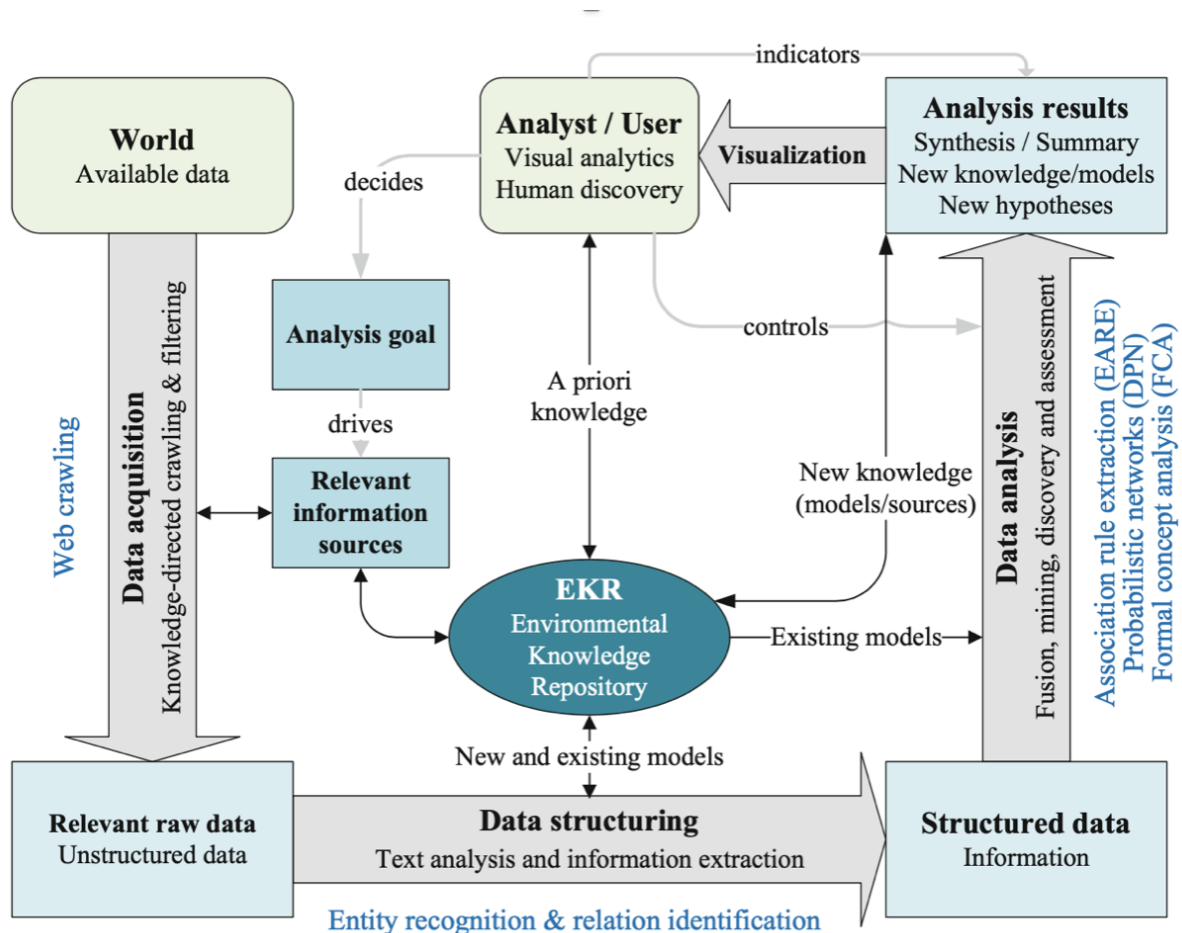 indicators
World
Available data
Analyst / User
Visual analytics
Human discovery
Visualization
Analysis results
Synthesis / Summary
New knowledge/models
New hypotheses
decides
Analysis goal
drives
Relevant
information
sources
controls
A priori
knowledge
New knowledge
(models/sources)
Web crawling
Data acquisition
Knowledge-directed crawling & filtering
EKR
Environmental
Knowledge
Repository
Existing models
Data analysis
Fusion, mining, discovery and assessment
Association rule extraction (EARE)
Probabilistic networks (DPN)
Formal concept analysis (FCA)
New and existing models
Relevant raw data
Unstructured data
Data structuring
Text analysis and information extraction
Structured data
Information
Entity recognition & relation identification